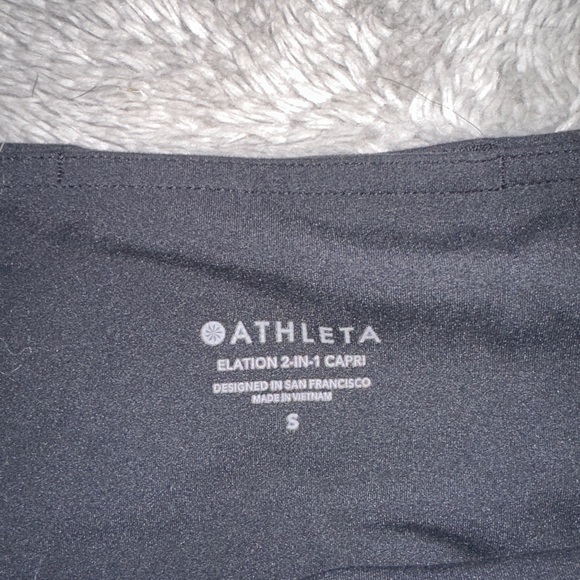 ATHLETA
ELATION 2-IN-1 CAPRI
DESIGNED IN SAN FRANCISCO
MADE IN VIETNAM
S